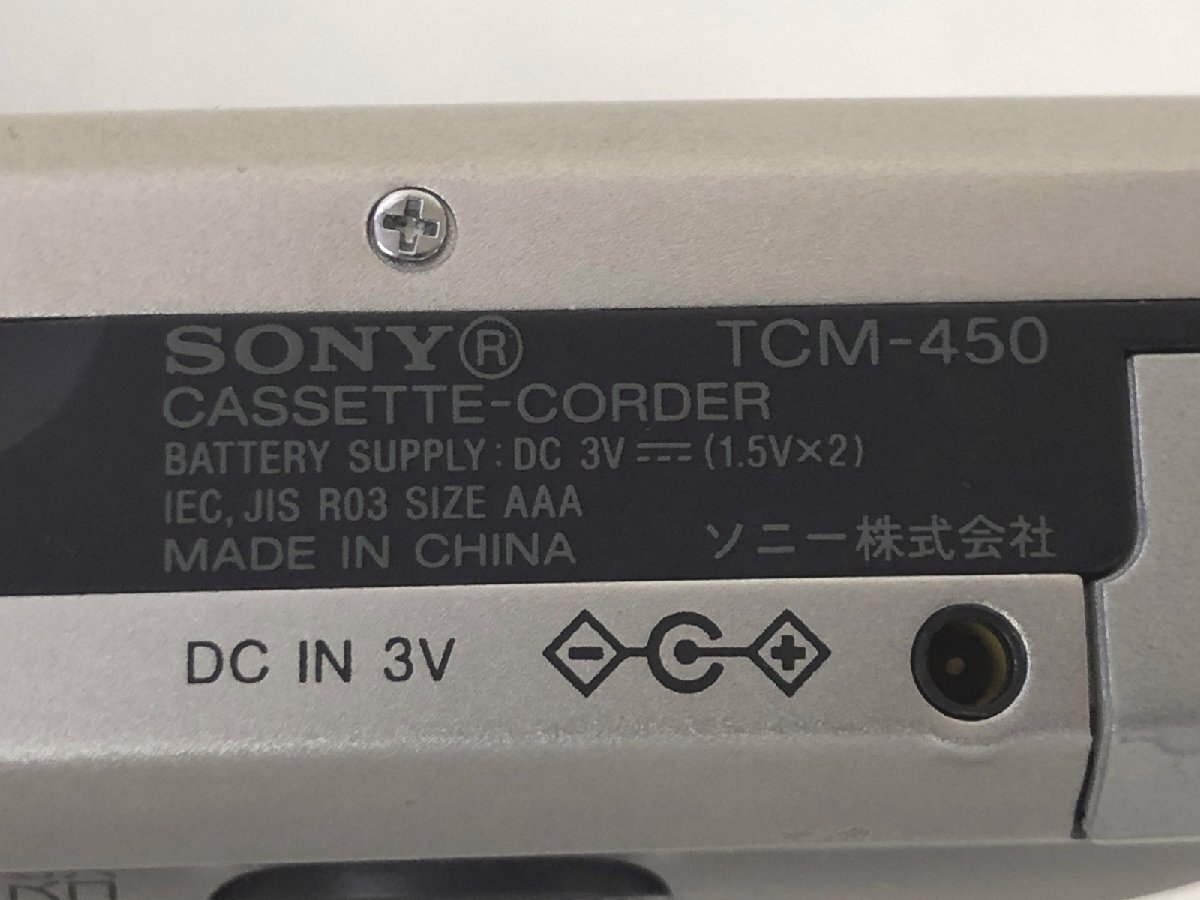 SONY® TCM-450
CASSETTE-CORDER
BATTERY SUPPLY: DC 3V ⎓ (1.5V×2)
IEC, JIS R03 SIZE AAA
MADE IN CHINA ソニー株式会社
DC IN 3V